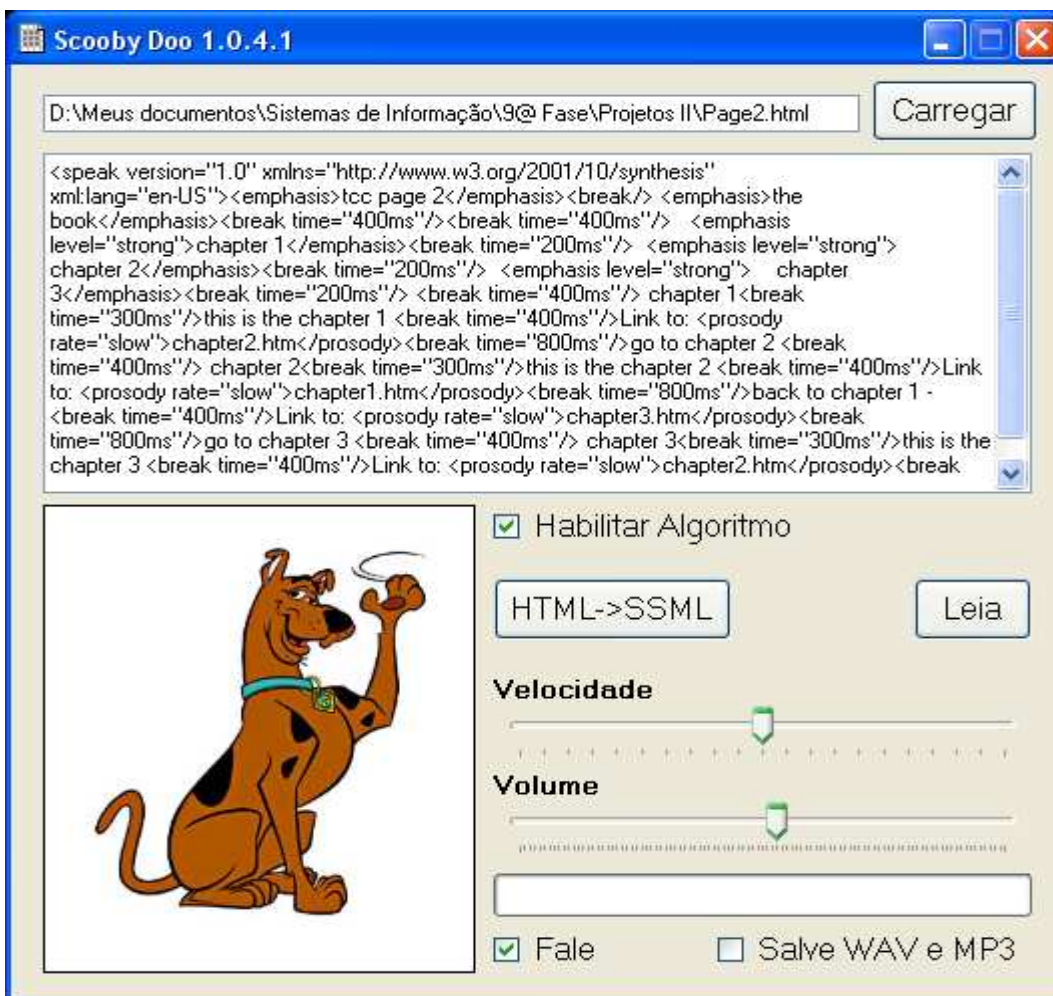 Scooby Doo 1.0.4.1
D:\Meus documentos\Sistemas de Informação\9@ Fase\Projetos II\Page2.html
Carregar
<speak version="1.0" xmlns="http://www.w3.org/2001/10/synthesis"
xml:lang="en-US"><emphasis>tcc page 2</emphasis><break/> <emphasis>the
book</emphasis><break time="400ms"/><break time="400ms"/>   <emphasis
level="strong">chapter 1</emphasis><break time="200ms"/>  <emphasis level="strong">
chapter 2</emphasis><break time="200ms"/>  <emphasis level="strong">    chapter
3</emphasis><break time="200ms"/> <break time="400ms"/> chapter 1<break
time="300ms"/>this is the chapter 1 <break time="400ms"/>Link to: <prosody
rate="slow">chapter2.htm</prosody><break time="800ms"/>go to chapter 2 <break
time="400ms"/> chapter 2<break time="300ms"/>this is the chapter 2 <break time="400ms"/>Link
to: <prosody rate="slow">chapter1.htm</prosody><break time="800ms"/>back to chapter 1 -
<break time="400ms"/>Link to: <prosody rate="slow">chapter3.htm</prosody><break
time="800ms"/>go to chapter 3 <break time="400ms"/> chapter 3<break time="300ms"/>this is the
chapter 3 <break time="400ms"/>Link to: <prosody rate="slow">chapter2.htm</prosody><break
Habilitar Algoritmo
HTML->SSML
Leia
Velocidade
Volume
Fale
Salve WAV e MP3